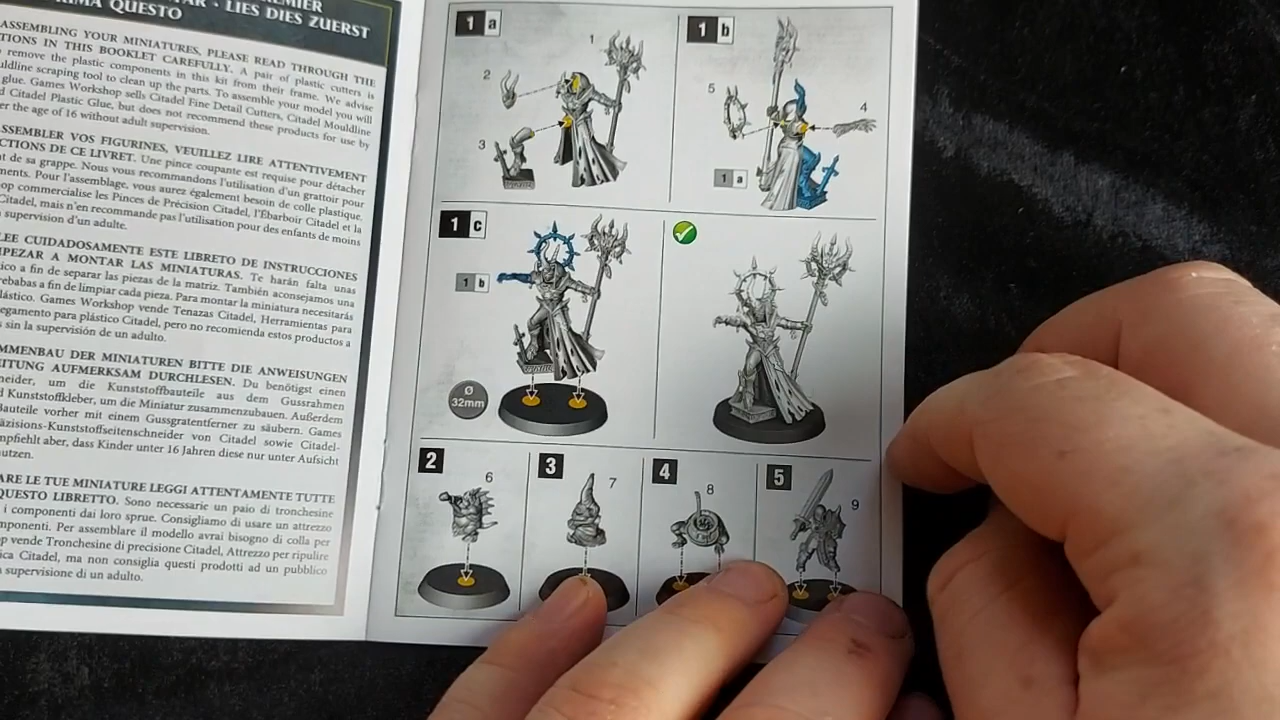 EMIER
AR · LIES DIES ZUERST
IMA QUESTO
ASSEMBLING YOUR MINIATURES, PLEASE READ THROUGH THE
TIONS IN THIS BOOKLET CAREFULLY. A pair of plastic cutters is
remove the plastic components in this kit from their frame. We advise
uldline scraping tool to clean up the parts. To assemble your model you will
glue. Games Workshop sells Citadel Fine Detail Cutters, Citadel Mouldline
d Citadel Plastic Glue, but does not recommend these products for use by
er the age of 16 without adult supervision.
SSEMBLER VOS FIGURINES, VEUILLEZ LIRE ATTENTIVEMENT
CTIONS DE CE LIVRET. Une pince coupante est requise pour détacher
t de sa grappe. Nous vous recommandons l'utilisation d'un grattoir pour
ments. Pour l'assemblage, vous aurez également besoin de colle plastique.
op commercialise les Pinces de Précision Citadel, l'Ébarboir Citadel et la
Citadel, mais n'en recommande pas l'utilisation pour des enfants de moins
supervision d'un adulte.
LEE CUIDADOSAMENTE ESTE LIBRETO DE INSTRUCCIONES
MPEZAR A MONTAR LAS MINIATURAS. Te harán falta unas
ico a fin de separar las piezas de la matriz. También aconsejamos una
rebabas a fin de limpiar cada pieza. Para montar la miniatura necesitarás
lástico. Games Workshop vende Tenazas Citadel, Herramientas para
egamento para plástico Citadel, pero no recomienda estos productos a
s sin la supervisión de un adulto.
MMENBAU DER MINIATUREN BITTE DIE ANWEISUNGEN
EITUNG AUFMERKSAM DURCHLESEN. Du benötigst einen
neider, um die Kunststoffbauteile aus dem Gussrahmen
d Kunststoffkleber, um die Miniatur zusammenzubauen. Außerdem
Bauteile vorher mit einem Gussgratentferner zu säubern. Games
äzisions-Kunststoffseitenschneider von Citadel sowie Citadel-
mpfiehlt aber, dass Kinder unter 16 Jahren diese nur unter Aufsicht
utzen.
ARE LE TUE MINIATURE LEGGI ATTENTAMENTE TUTTE
QUESTO LIBRETTO. Sono necessarie un paio di tronchesine
i componenti dai loro sprue. Consigliamo di usare un attrezzo
mponenti. Per assemblare il modello avrai bisogno di colla per
p vende Tronchesine di precisione Citadel, Attrezzo per ripulire
ica Citadel, ma non consiglia questi prodotti ad un pubblico
a supervisione di un adulto.
1 a
1
2
3
1 b
5
4
1 a
1 c
1 b
Ø
32mm
2
6
3
7
4
8
5
9